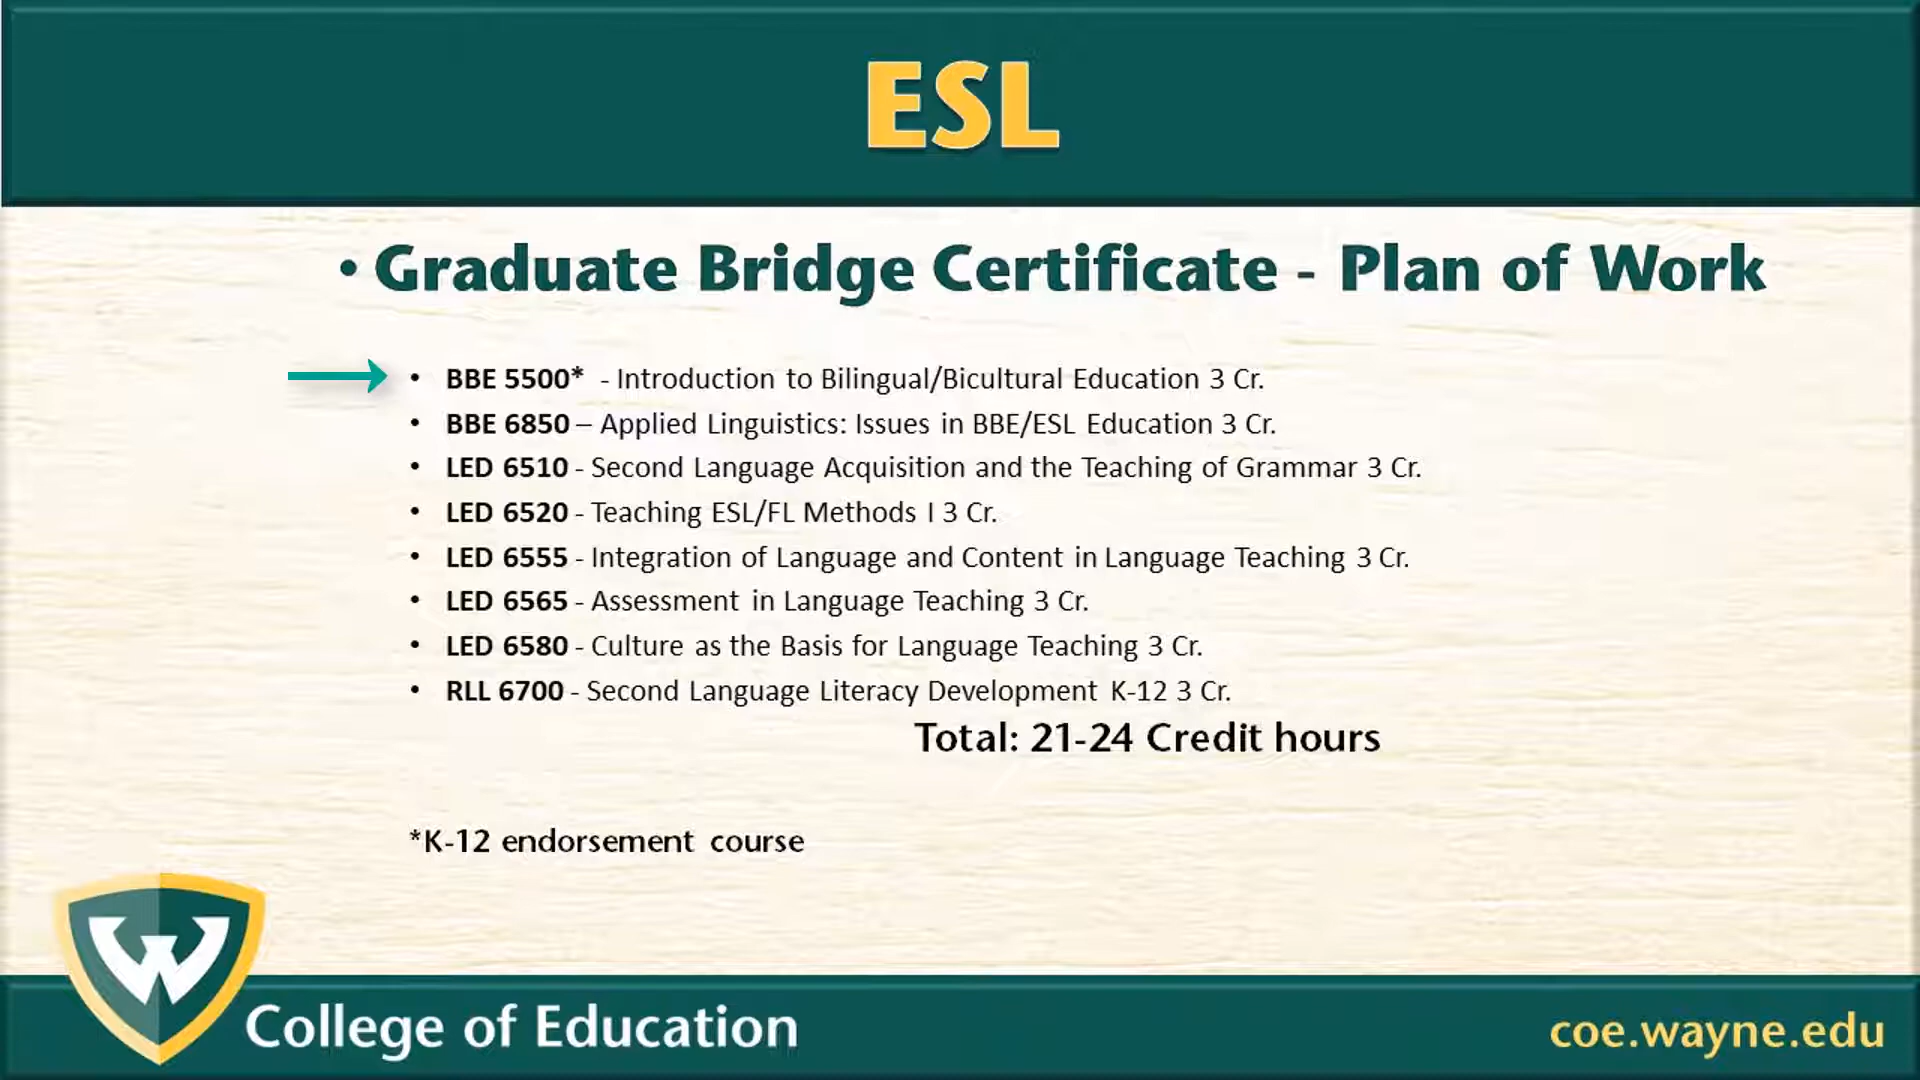 ESL
• Graduate Bridge Certificate - Plan of Work
• BBE 5500* - Introduction to Bilingual/Bicultural Education 3 Cr.
• BBE 6850 – Applied Linguistics: Issues in BBE/ESL Education 3 Cr.
• LED 6510 - Second Language Acquisition and the Teaching of Grammar 3 Cr.
• LED 6520 - Teaching ESL/FL Methods I 3 Cr.
• LED 6555 - Integration of Language and Content in Language Teaching 3 Cr.
• LED 6565 - Assessment in Language Teaching 3 Cr.
• LED 6580 - Culture as the Basis for Language Teaching 3 Cr.
• RLL 6700 - Second Language Literacy Development K-12 3 Cr.
Total: 21-24 Credit hours
*K-12 endorsement course
W
College of Education
coe.wayne.edu